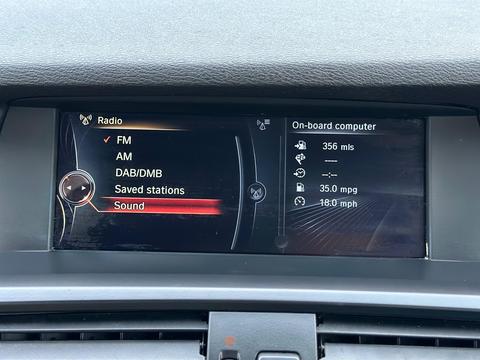 Radio
FM
AM
DAB/DMB
Saved stations
Sound
On-board computer
356 mls
----
--:--
35.0 mpg
18.0 mph